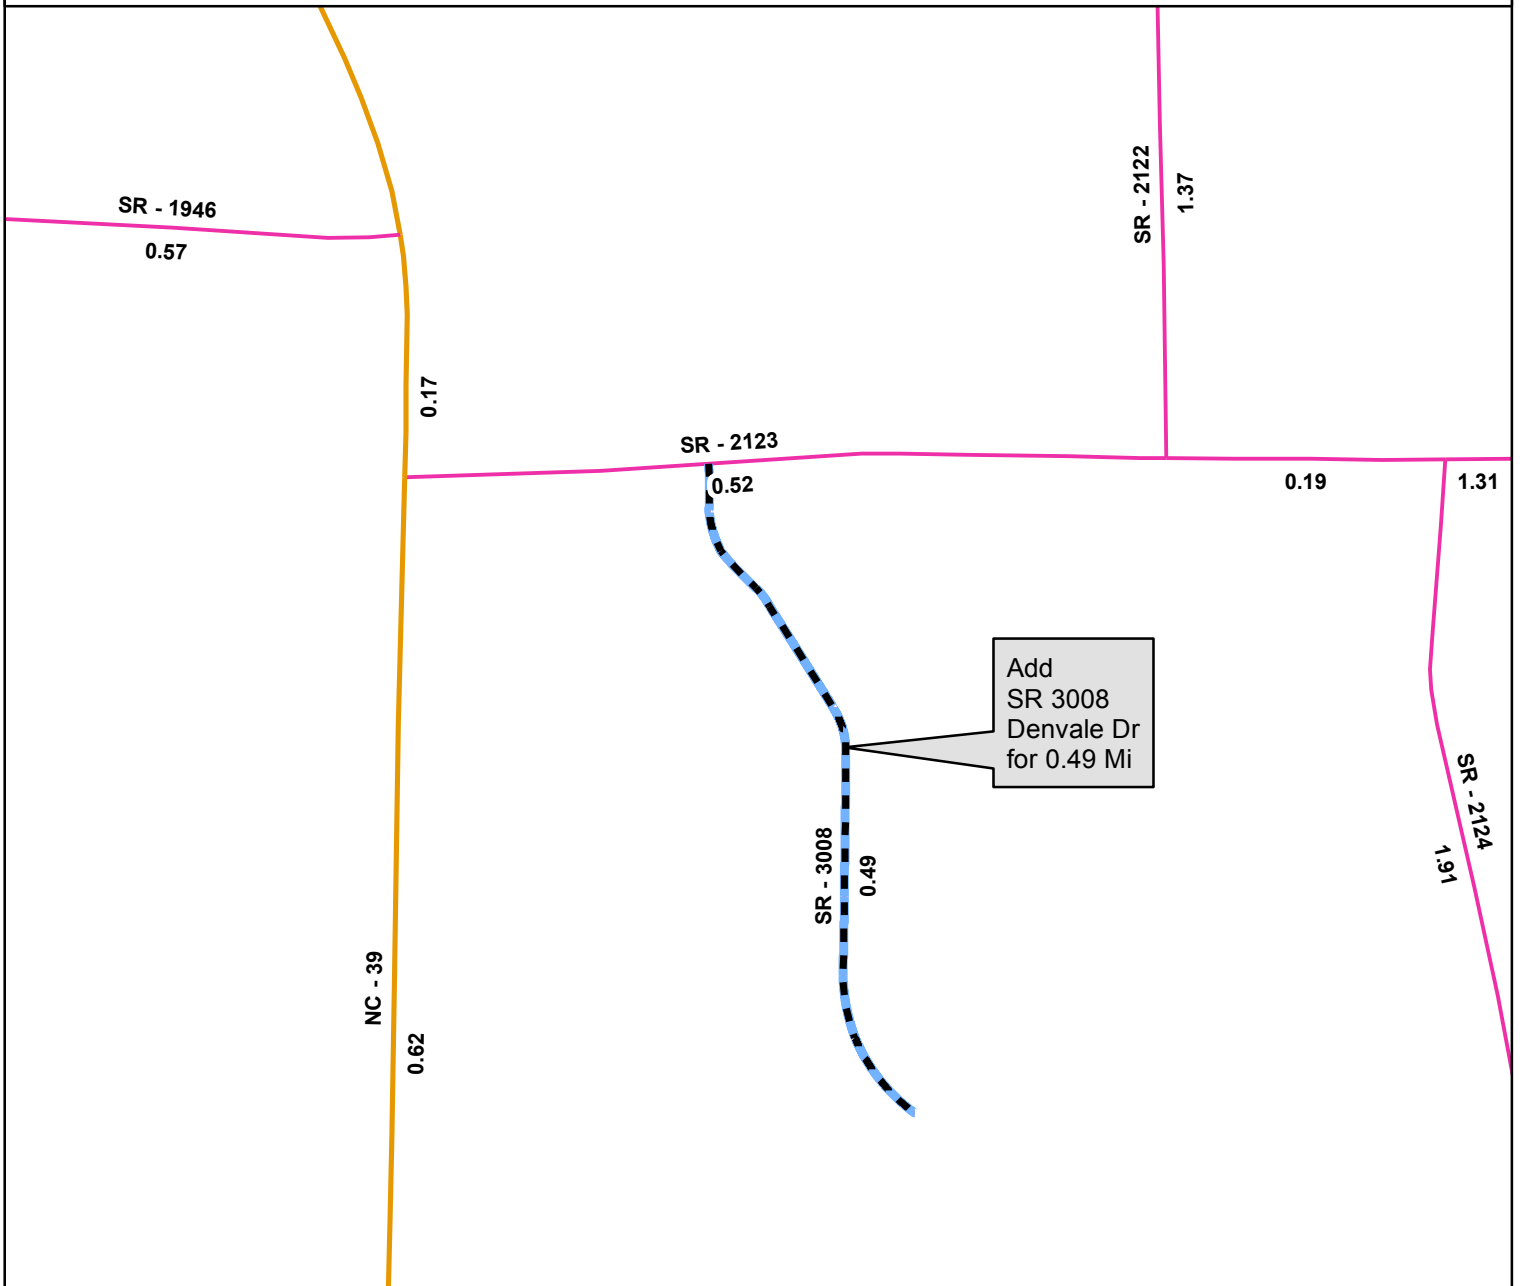 SR - 1946
0.57
SR - 2122
1.37
0.17
SR - 2123
0.52
0.19
1.31
Add
SR 3008
Denvale Dr
for 0.49 Mi
SR - 2124
1.91
SR - 3008
0.49
NC - 39
0.62